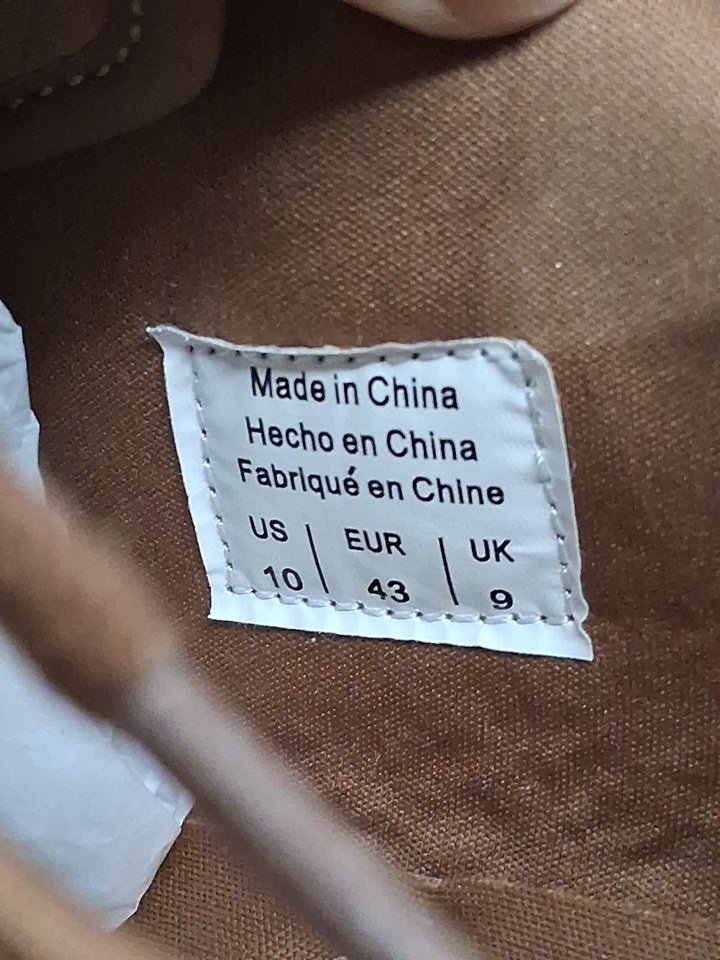 Made in China
Hecho en China
Fabriqué en Chine
US | EUR | UK
10 | 43 | 9